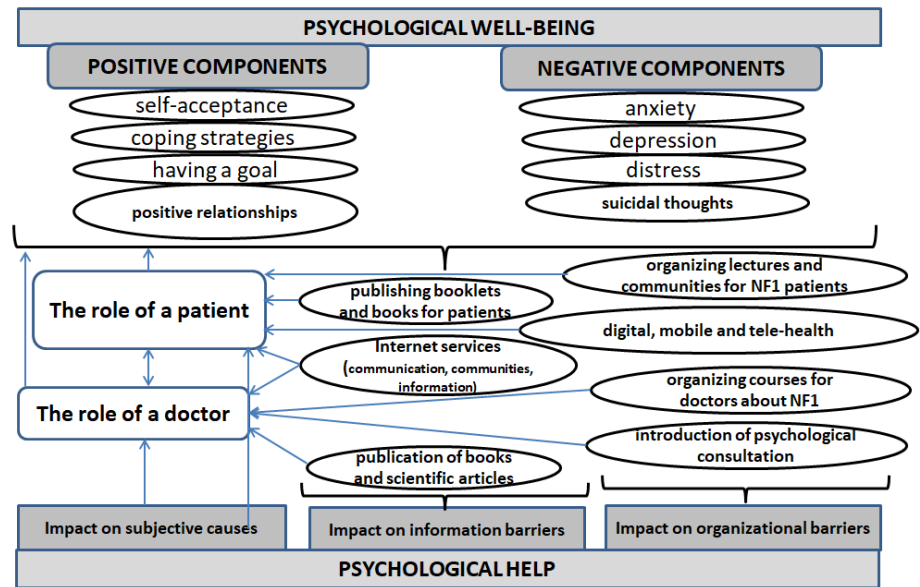 PSYCHOLOGICAL WELL-BEING
POSITIVE COMPONENTS
NEGATIVE COMPONENTS
self-acceptance
coping strategies
having a goal
positive relationships
anxiety
depression
distress
suicidal thoughts
The role of a patient
The role of a doctor
publishing booklets
and books for patients
Internet services
(communication, communities,
information)
publication of books
and scientific articles
organizing lectures and
communities for NF1 patients
digital, mobile and tele-health
organizing courses for
doctors about NF1
introduction of psychological
consultation
Impact on subjective causes
Impact on information barriers
Impact on organizational barriers
PSYCHOLOGICAL HELP